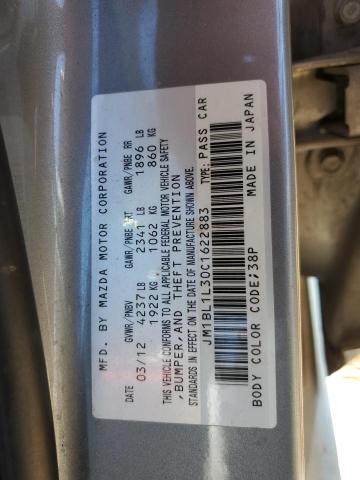 MFD. BY MAZDA MOTOR CORPORATION
DATE GVWR/PNBV GAWR/PNBE FRT GAWR/PNBE RR
03/12 4237 LB 2341 LB 1896 LB
1922 KG 1062 KG 860 KG
THIS VEHICLE CONFORMS TO ALL APPLICABLE FEDERAL MOTOR VEHICLE SAFETY
,BUMPER,AND THEFT PREVENTION
STANDARDS IN EFFECT ON THE DATE OF MANUFACTURE SHOWN ABOVE.
JM1BL1L30C1622883 TYPE: PASS CAR
BODY COLOR CODE;38P MADE IN JAPAN